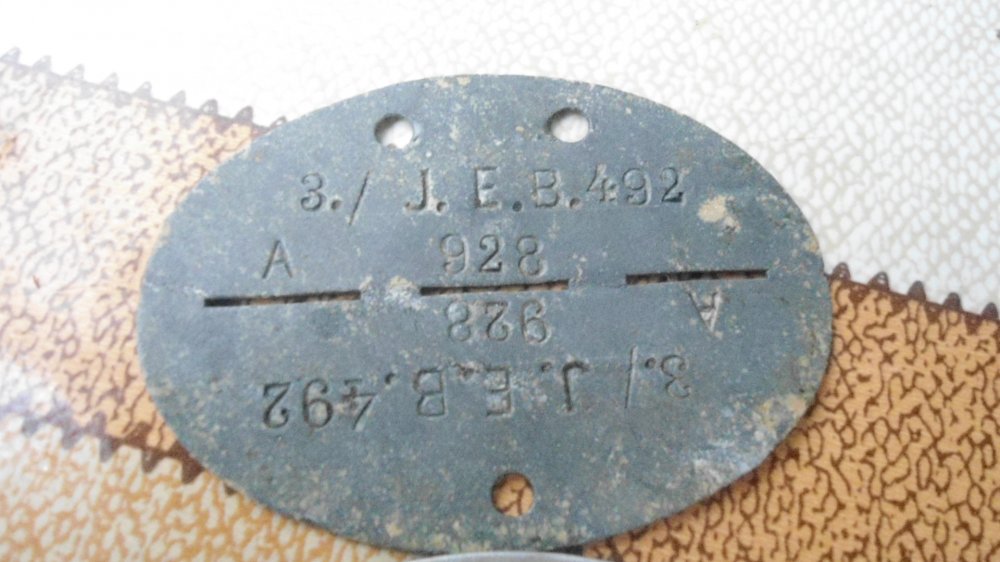 3./ J. E. B. 492
A 928
928 A
3./ J. E. B. 492